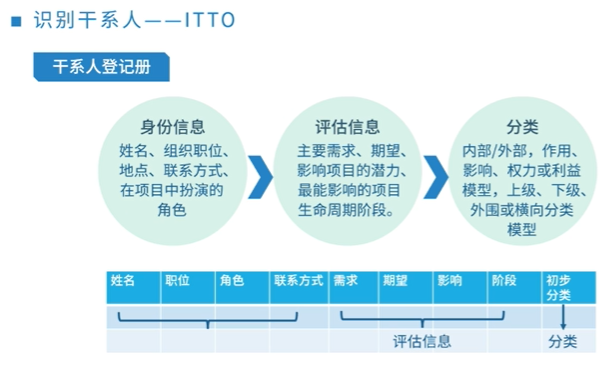 识别干系人——ITTO
干系人登记册
身份信息
姓名、组织职位、
地点、联系方式、
在项目中扮演的
角色
评估信息
主要需求、期望、
影响项目的潜力、
最能影响的项目
生命周期阶段。
分类
内部/外部，作用、
影响、权力或利益
模型，上级、下级、
外围或横向分类
模型
姓名 职位 角色 联系方式 需求 期望 影响 阶段 初步
分类
评估信息 分类